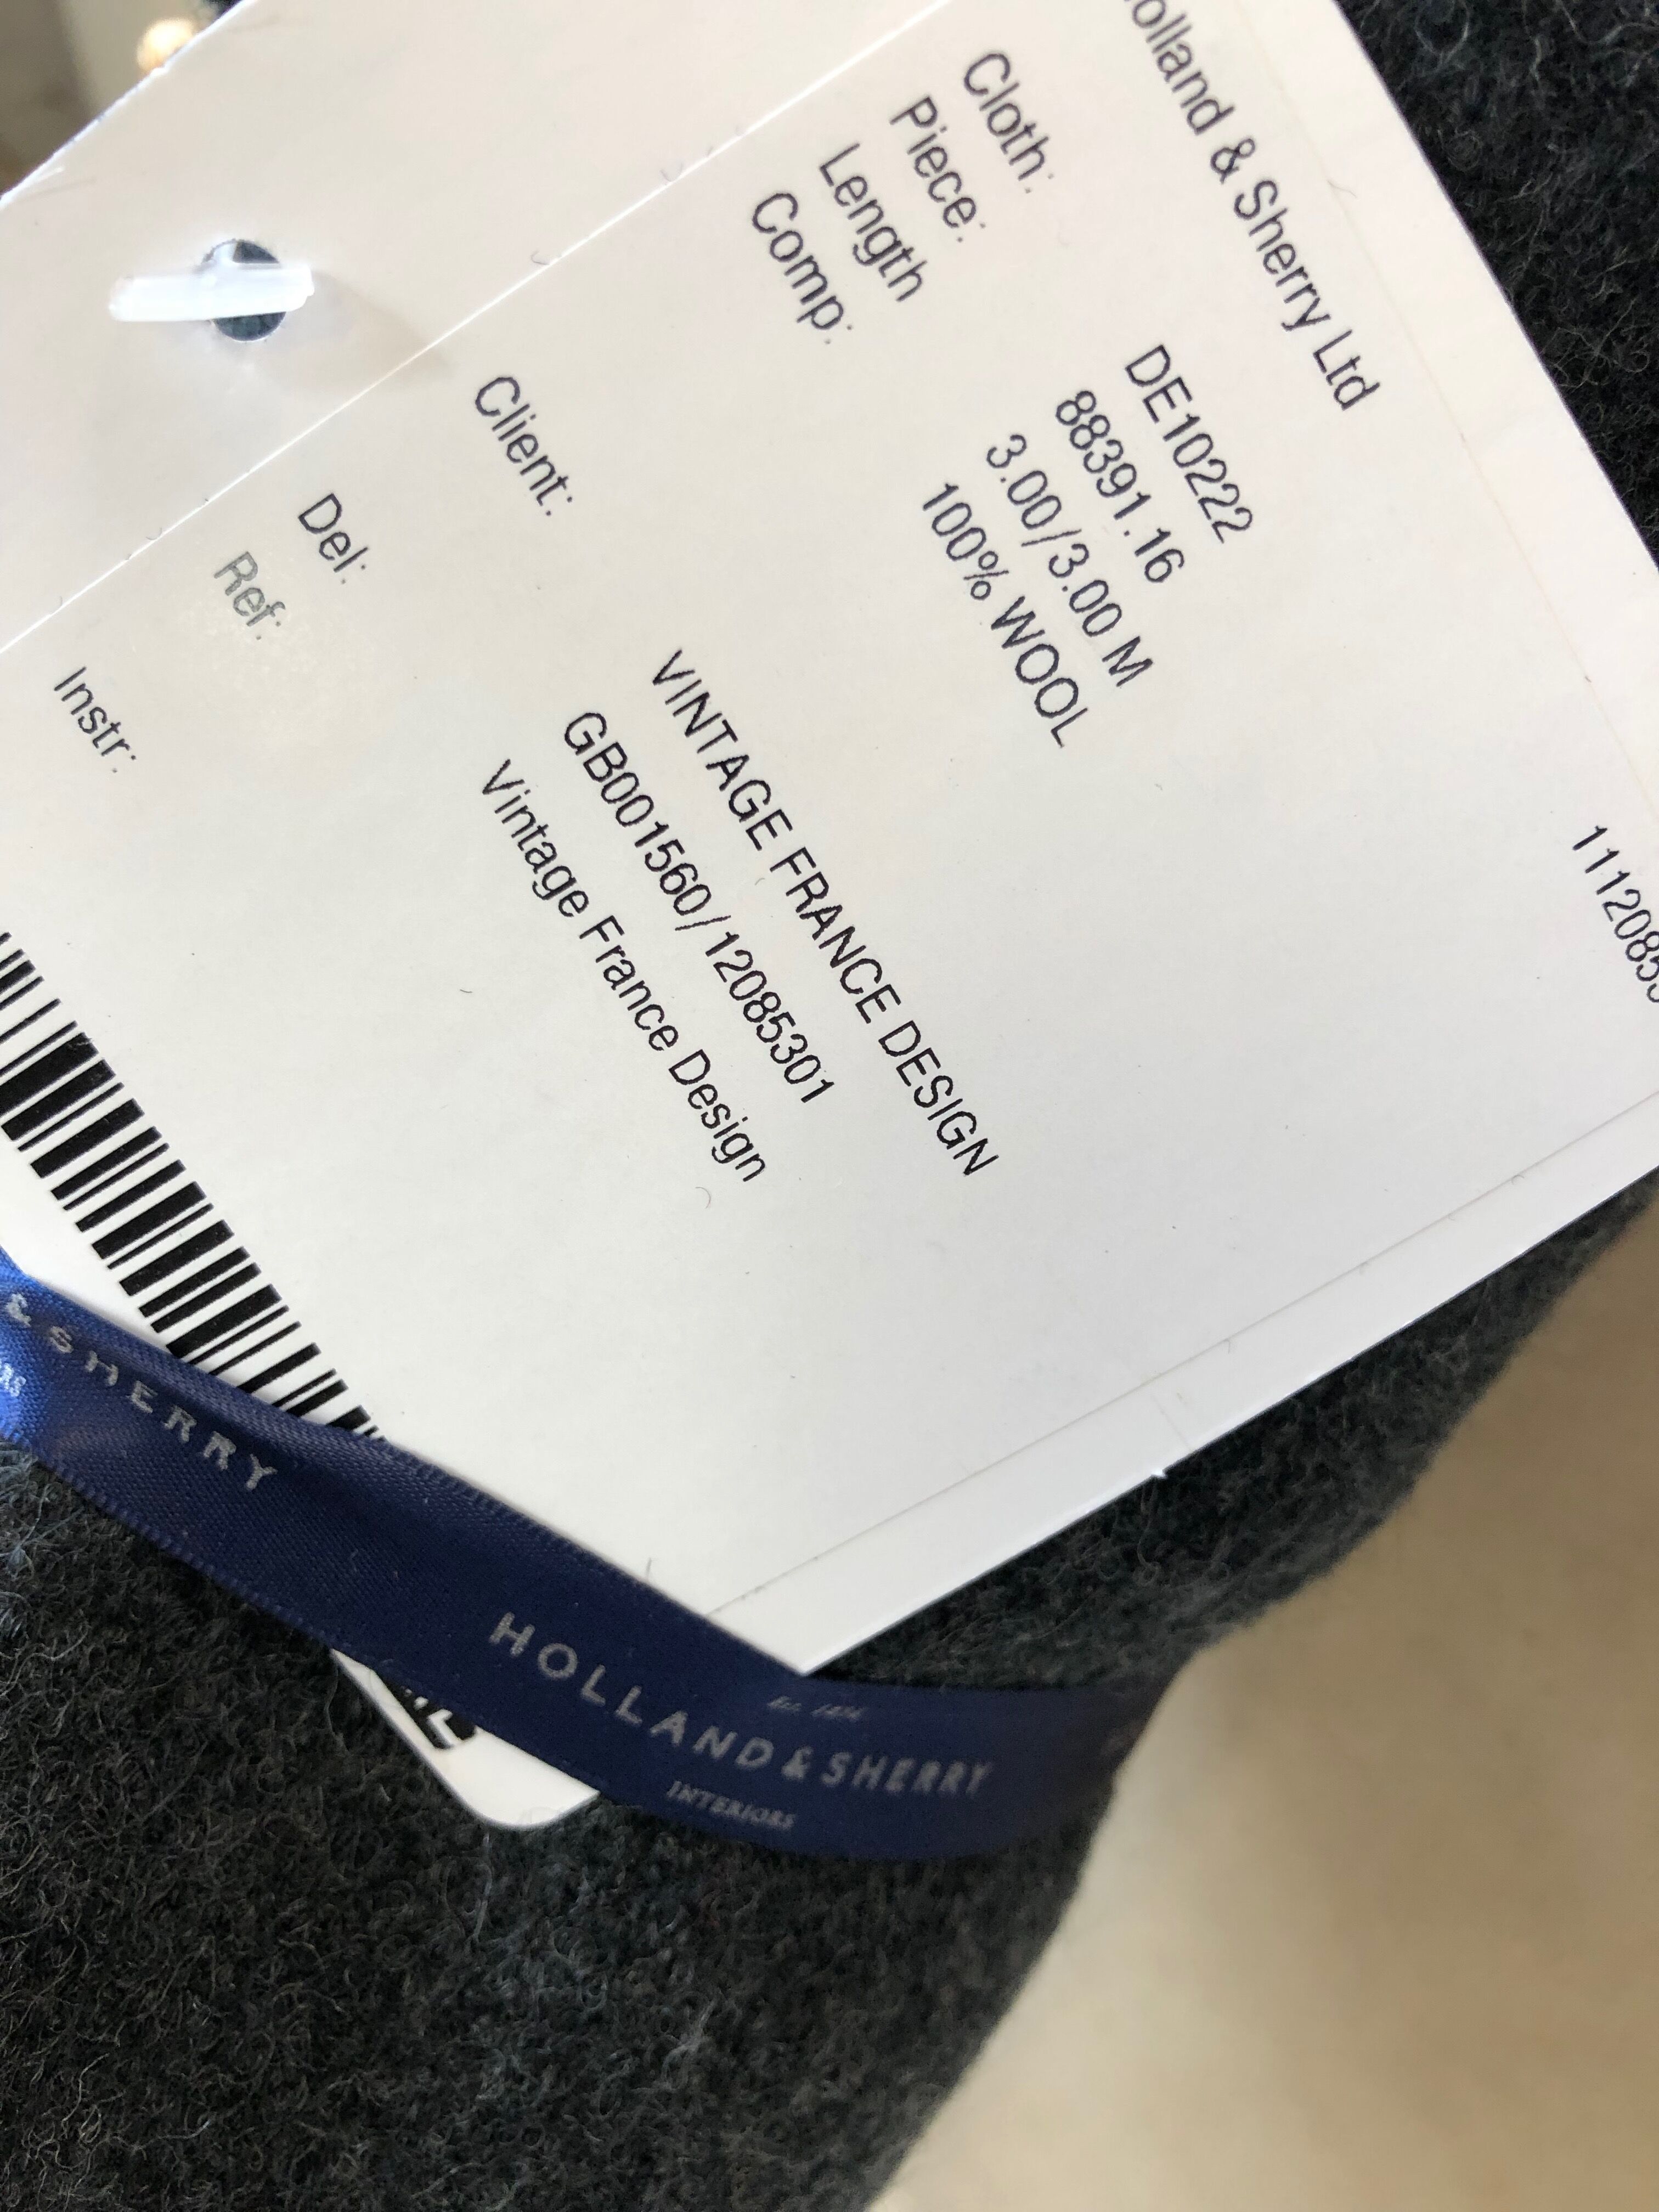 olland & Sherry Ltd
1112085
Cloth: DE10222
Piece: 88391.16
Length 3.00/3.00 M
Comp: 100% WOOL
Client: VINTAGE FRANCE DESIGN
Del: GB001560/12085301
Ref: Vintage France Design
Instr:
& SHERRY
HOLLAND & SHERRY
INTERIORS